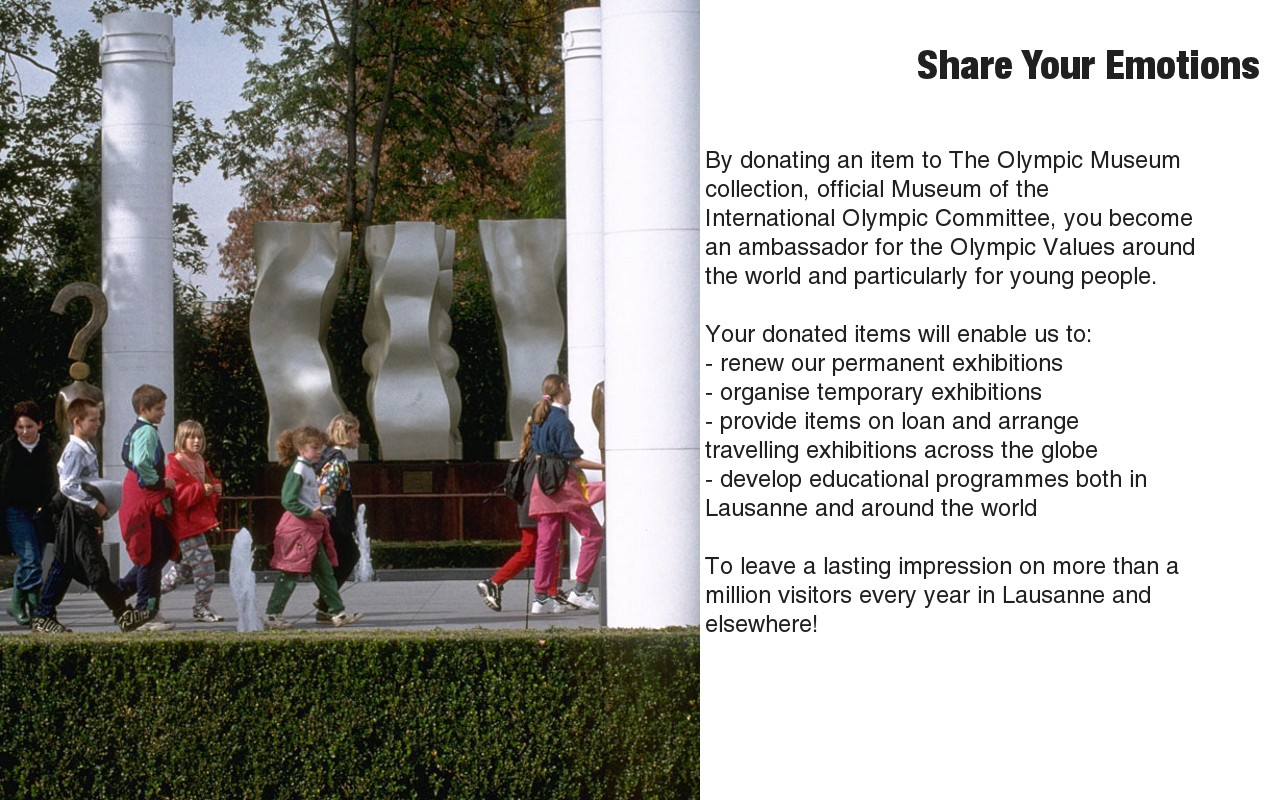 Share Your Emotions
By donating an item to The Olympic Museum
collection, official Museum of the
International Olympic Committee, you become
an ambassador for the Olympic Values around
the world and particularly for young people.
Your donated items will enable us to:
- renew our permanent exhibitions
- organise temporary exhibitions
- provide items on loan and arrange
travelling exhibitions across the globe
- develop educational programmes both in
Lausanne and around the world
To leave a lasting impression on more than a
million visitors every year in Lausanne and
elsewhere!